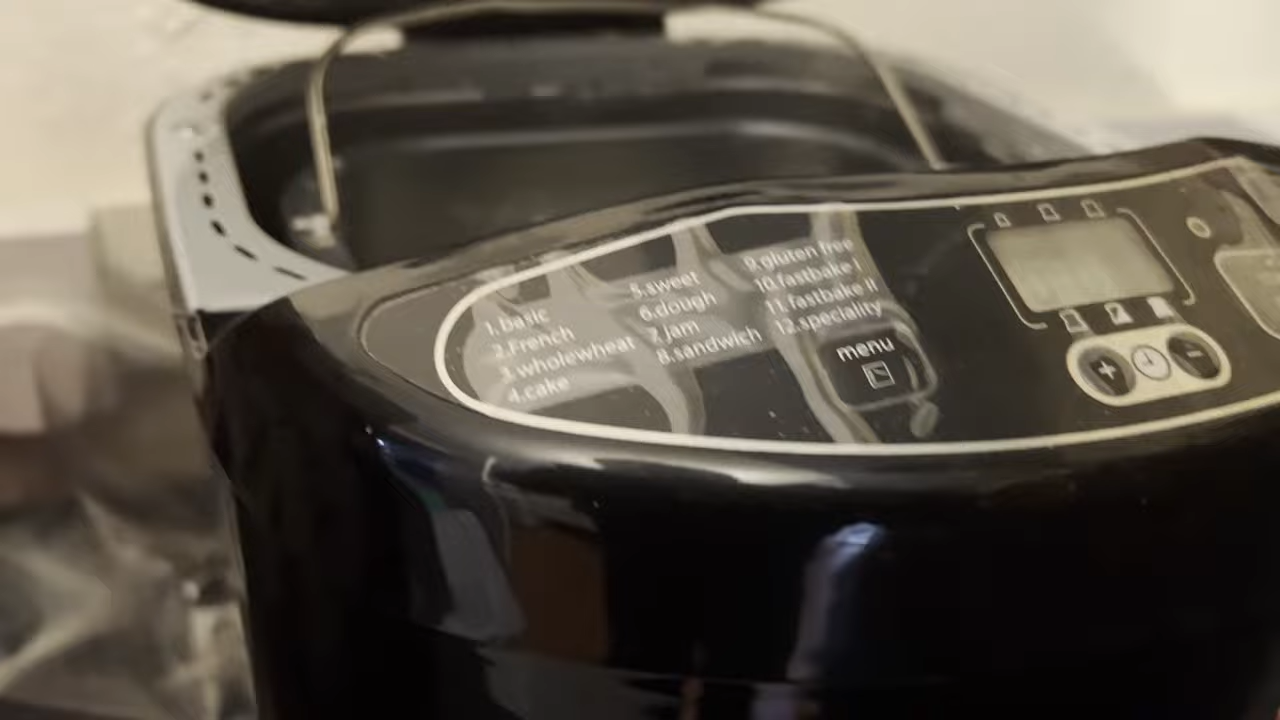 1.basic
2.French
3.wholewheat
4.cake
5.sweet
6.dough
7.jam
8.sandwich
9.gluten free
10.fastbake I
11.fastbake II
12.speciality
menu
+
-